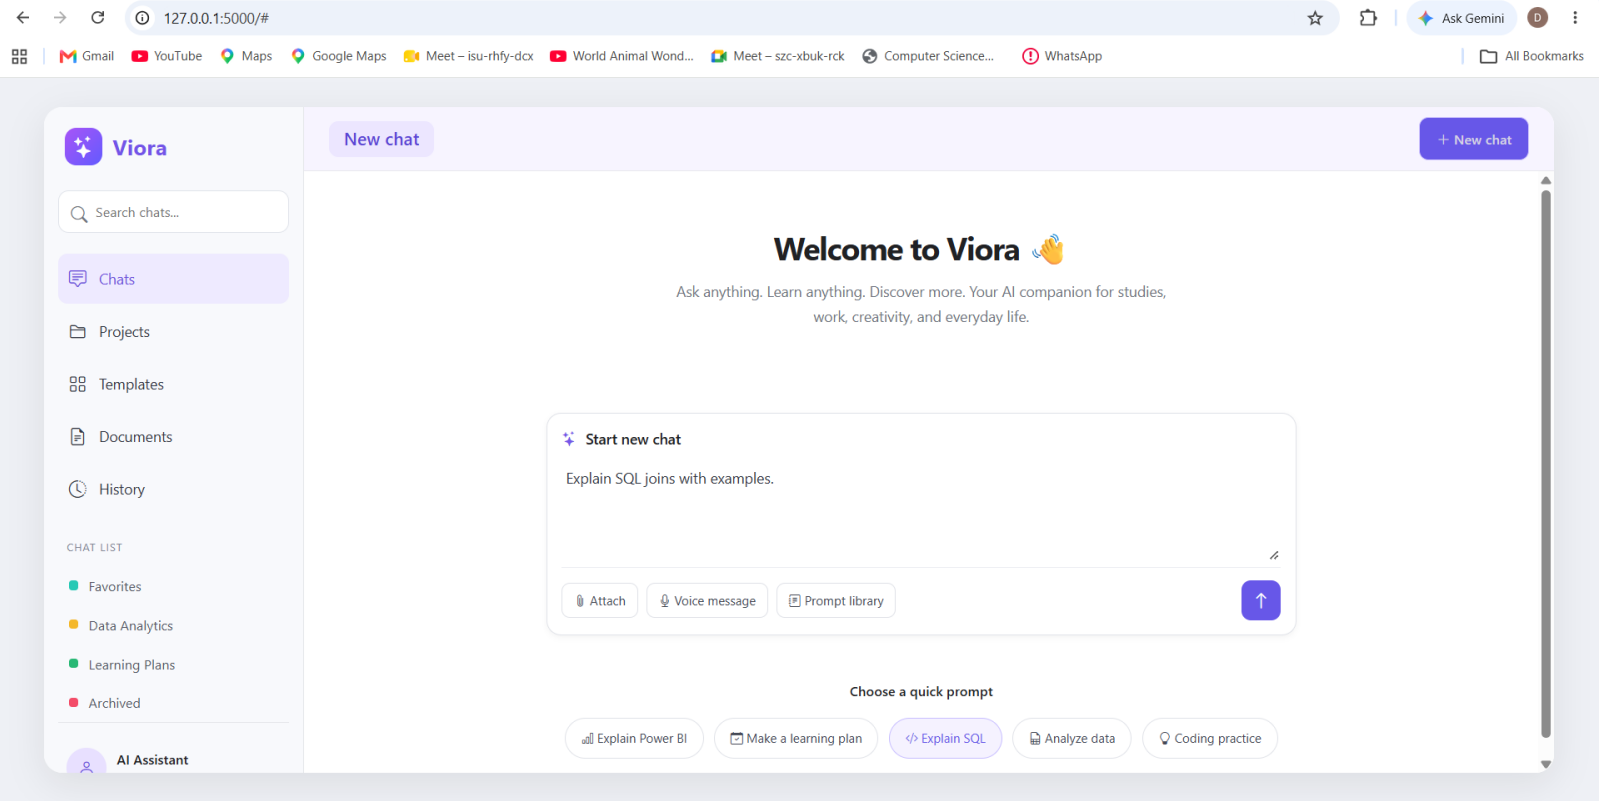 127.0.0.1:5000/#
Ask Gemini
D
Gmail
YouTube
Maps
Google Maps
Meet – isu-rhfy-dcx
World Animal Wond...
Meet – szc-xbuk-rck
Computer Science...
WhatsApp
All Bookmarks
Viora
New chat
+ New chat
Search chats...
Chats
Projects
Templates
Documents
History
CHAT LIST
Favorites
Data Analytics
Learning Plans
Archived
AI Assistant
Welcome to Viora 👋
Ask anything. Learn anything. Discover more. Your AI companion for studies,
work, creativity, and everyday life.
Start new chat
Explain SQL joins with examples.
Attach
Voice message
Prompt library
Choose a quick prompt
Explain Power BI
Make a learning plan
</> Explain SQL
Analyze data
Coding practice